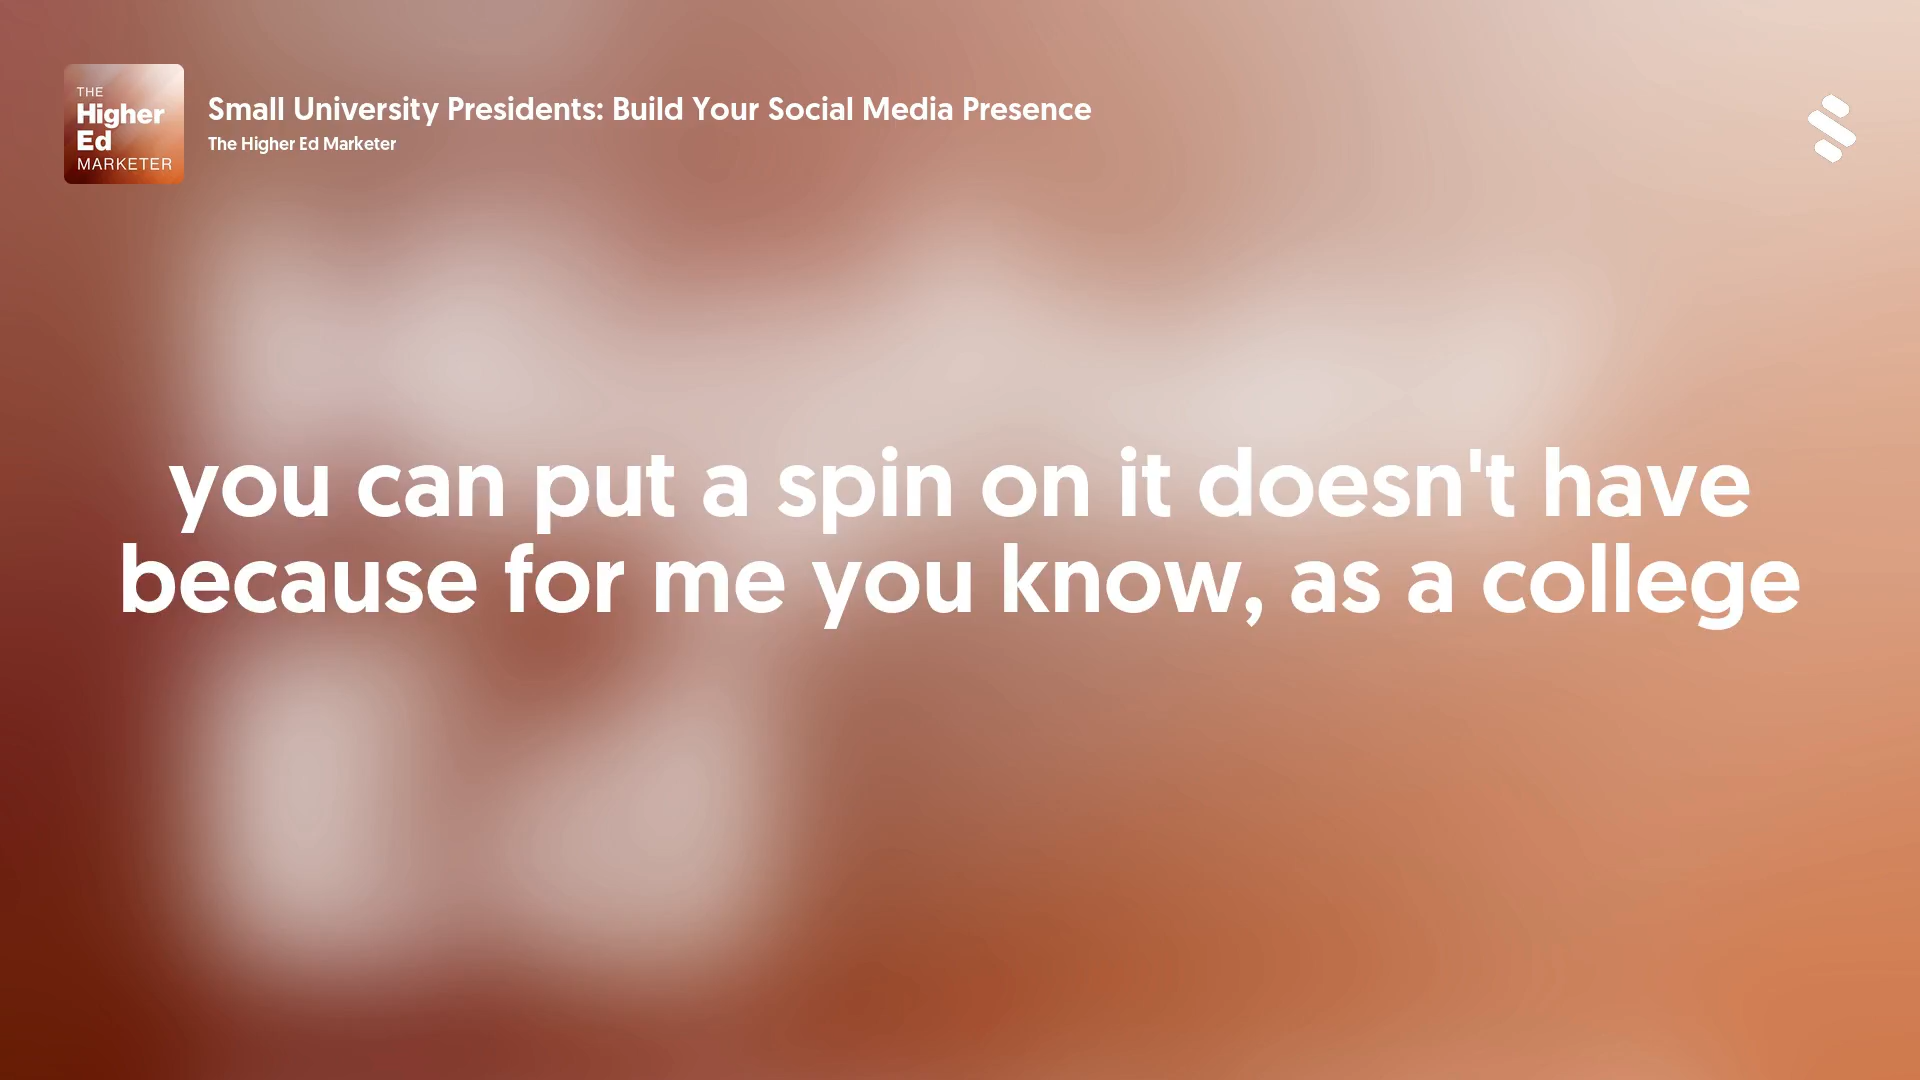 THE
Higher
Ed
MARKETER
Small University Presidents: Build Your Social Media Presence
The Higher Ed Marketer
you can put a spin on it doesn't have
because for me you know, as a college